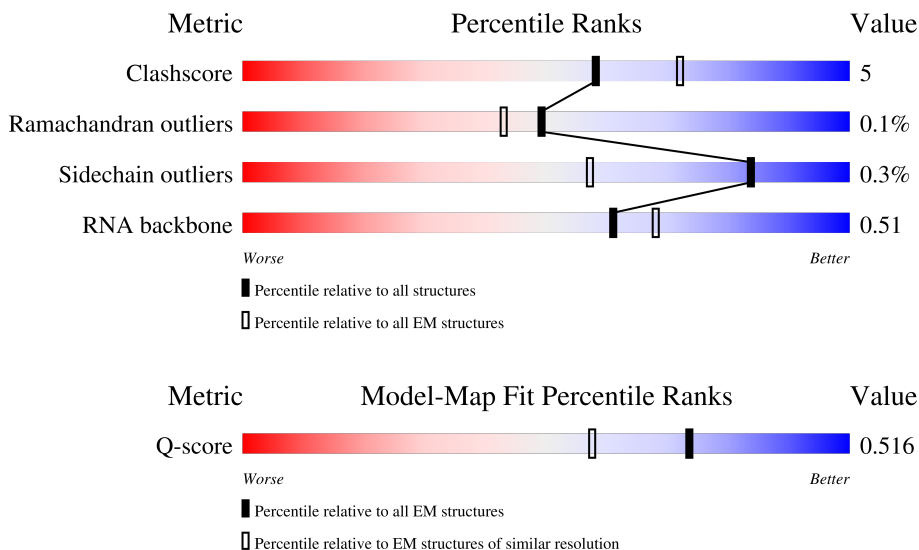 Metric Percentile Ranks Value
Clashscore 5
Ramachandran outliers 0.1%
Sidechain outliers 0.3%
RNA backbone 0.51
Worse Better
Percentile relative to all structures
Percentile relative to all EM structures
Metric Model-Map Fit Percentile Ranks Value
Q-score 0.516
Worse Better
Percentile relative to all EM structures
Percentile relative to EM structures of similar resolution